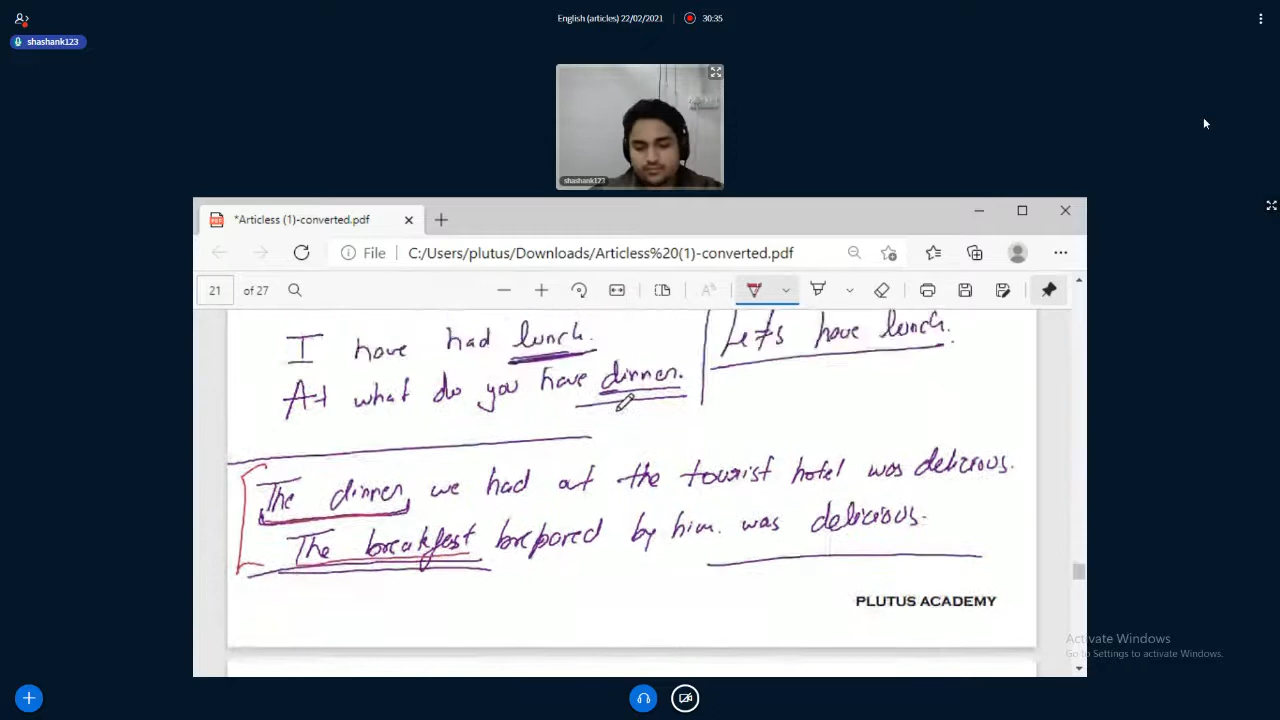 English (articles) 22/02/2021 30:35
shashank123
shashank123
*Articless (1)-converted.pdf
File C:/Users/plutus/Downloads/Articless%20(1)-converted.pdf
21 of 27
I have had lunch.
Let's have lunch.
At what do you have dinner.
The dinner, we had at the tourist hotel was delicious.
The breakfest prepared by him. was delicious.
PLUTUS ACADEMY
Activate Windows
Go to Settings to activate Windows.